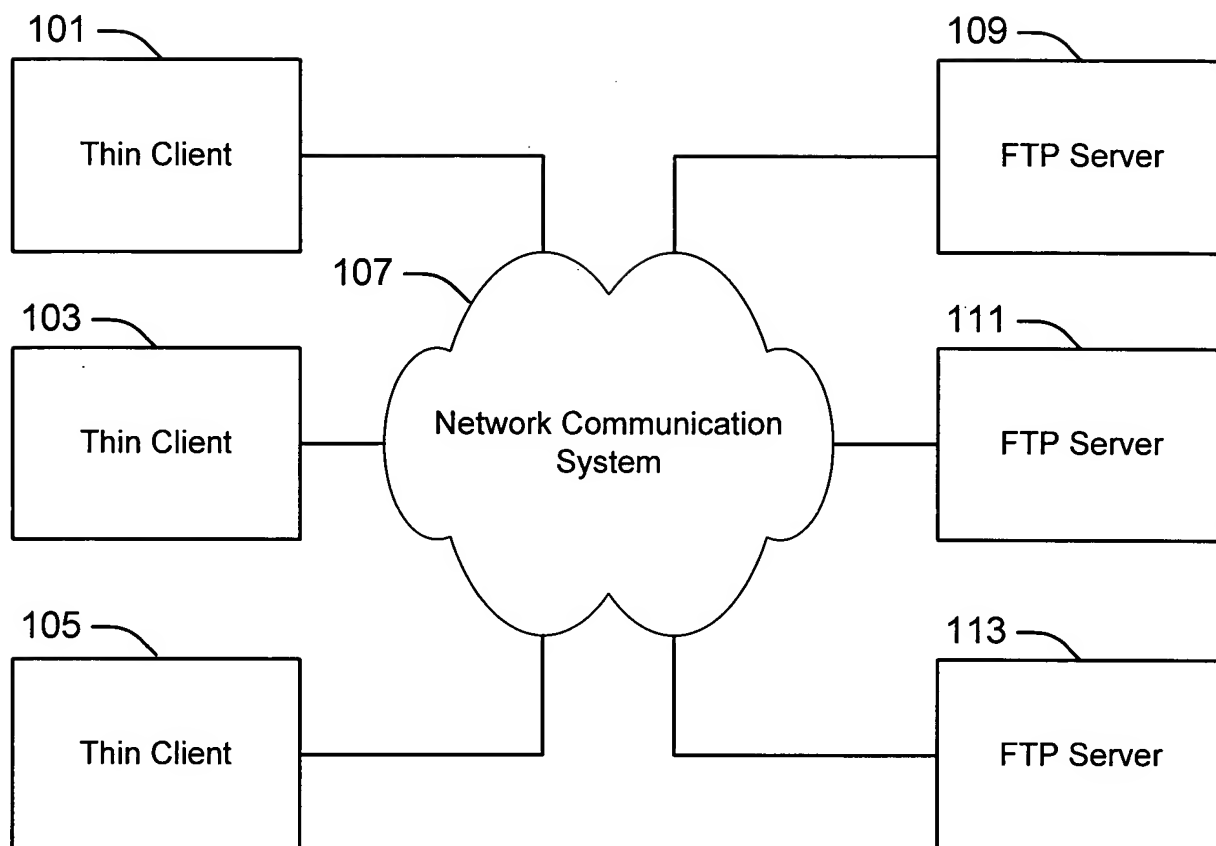 101
109
Thin Client
FTP Server
107
103
111
Thin Client
Network Communication
System
FTP Server
105
113
Thin Client
FTP Server